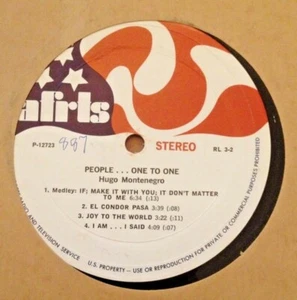 afrts
P-12723
887
STEREO
RL 3-2
PEOPLE . . . ONE TO ONE
Hugo Montenegro
1. Medley: IF; MAKE IT WITH YOU; IT DON'T MATTER
TO ME 6:34 (:13)
2. EL CONDOR PASA 3:39 (:08)
3. JOY TO THE WORLD 3:22 (:11)
4. I AM . . . I SAID 4:09 (:07)
AND TELEVISION SERVICE
U.S. PROPERTY — USE OR REPRODUCTION FOR PRIVATE OR COMMERCIAL PURPOSES PROHIBITED